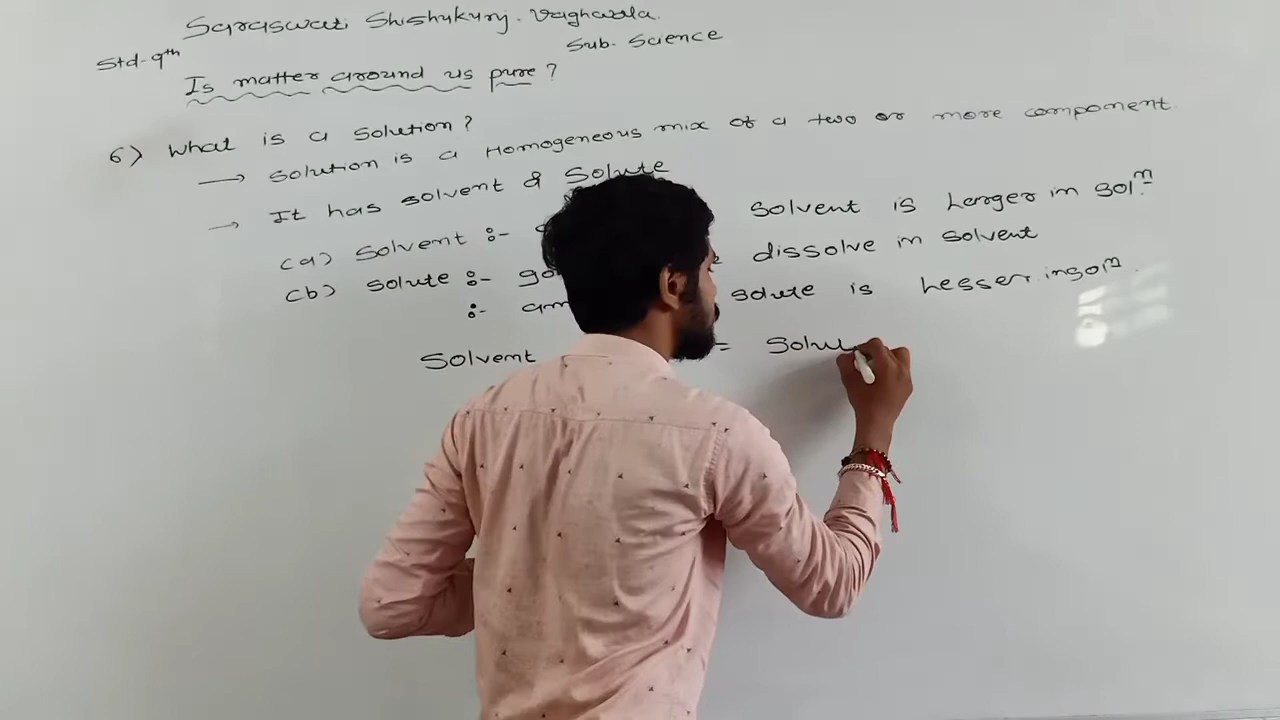 Saraswati Shishukunj. Vaghwala.
Std-9th
Sub- Science
Is matter around us pure ?
6) What is a solution ?
→ Solution is a Homogeneous mix of a two or more component
→ It has solvent & Solute
(a) Solvent :- Solvent is Larger in soln.
(b) solute :- dissolve in solvent
:- solute is Lesser in soln.
Solvent = Solu